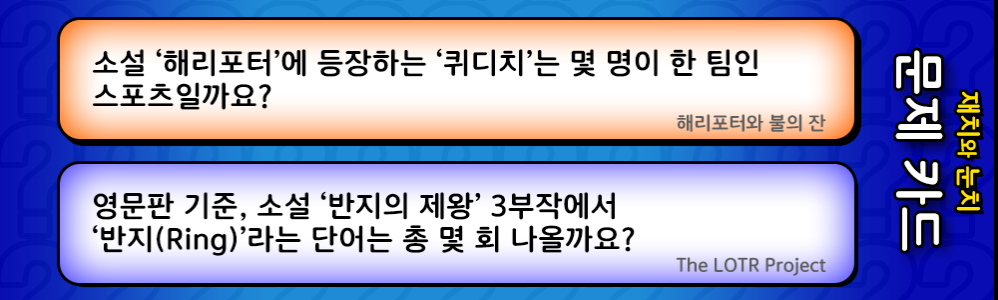 소설 ‘해리포터’에 등장하는 ‘퀴디치’는 몇 명이 한 팀인
스포츠일까요?
해리포터와 불의 잔
영문판 기준, 소설 ‘반지의 제왕’ 3부작에서
‘반지(Ring)’라는 단어는 총 몇 회 나올까요?
The LOTR Project
재치와 눈치
문제 카드